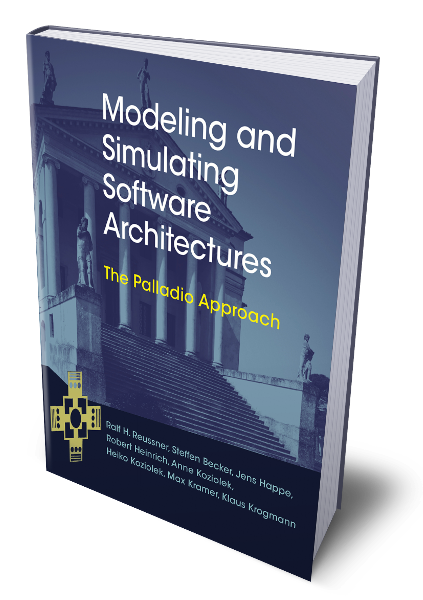 Modeling and
Simulating
Software
Architectures
The Palladio Approach
Ralf H. Reussner, Steffen Becker, Jens Happe,
Robert Heinrich, Anne Koziolek,
Heiko Koziolek, Max Kramer, Klaus Krogmann